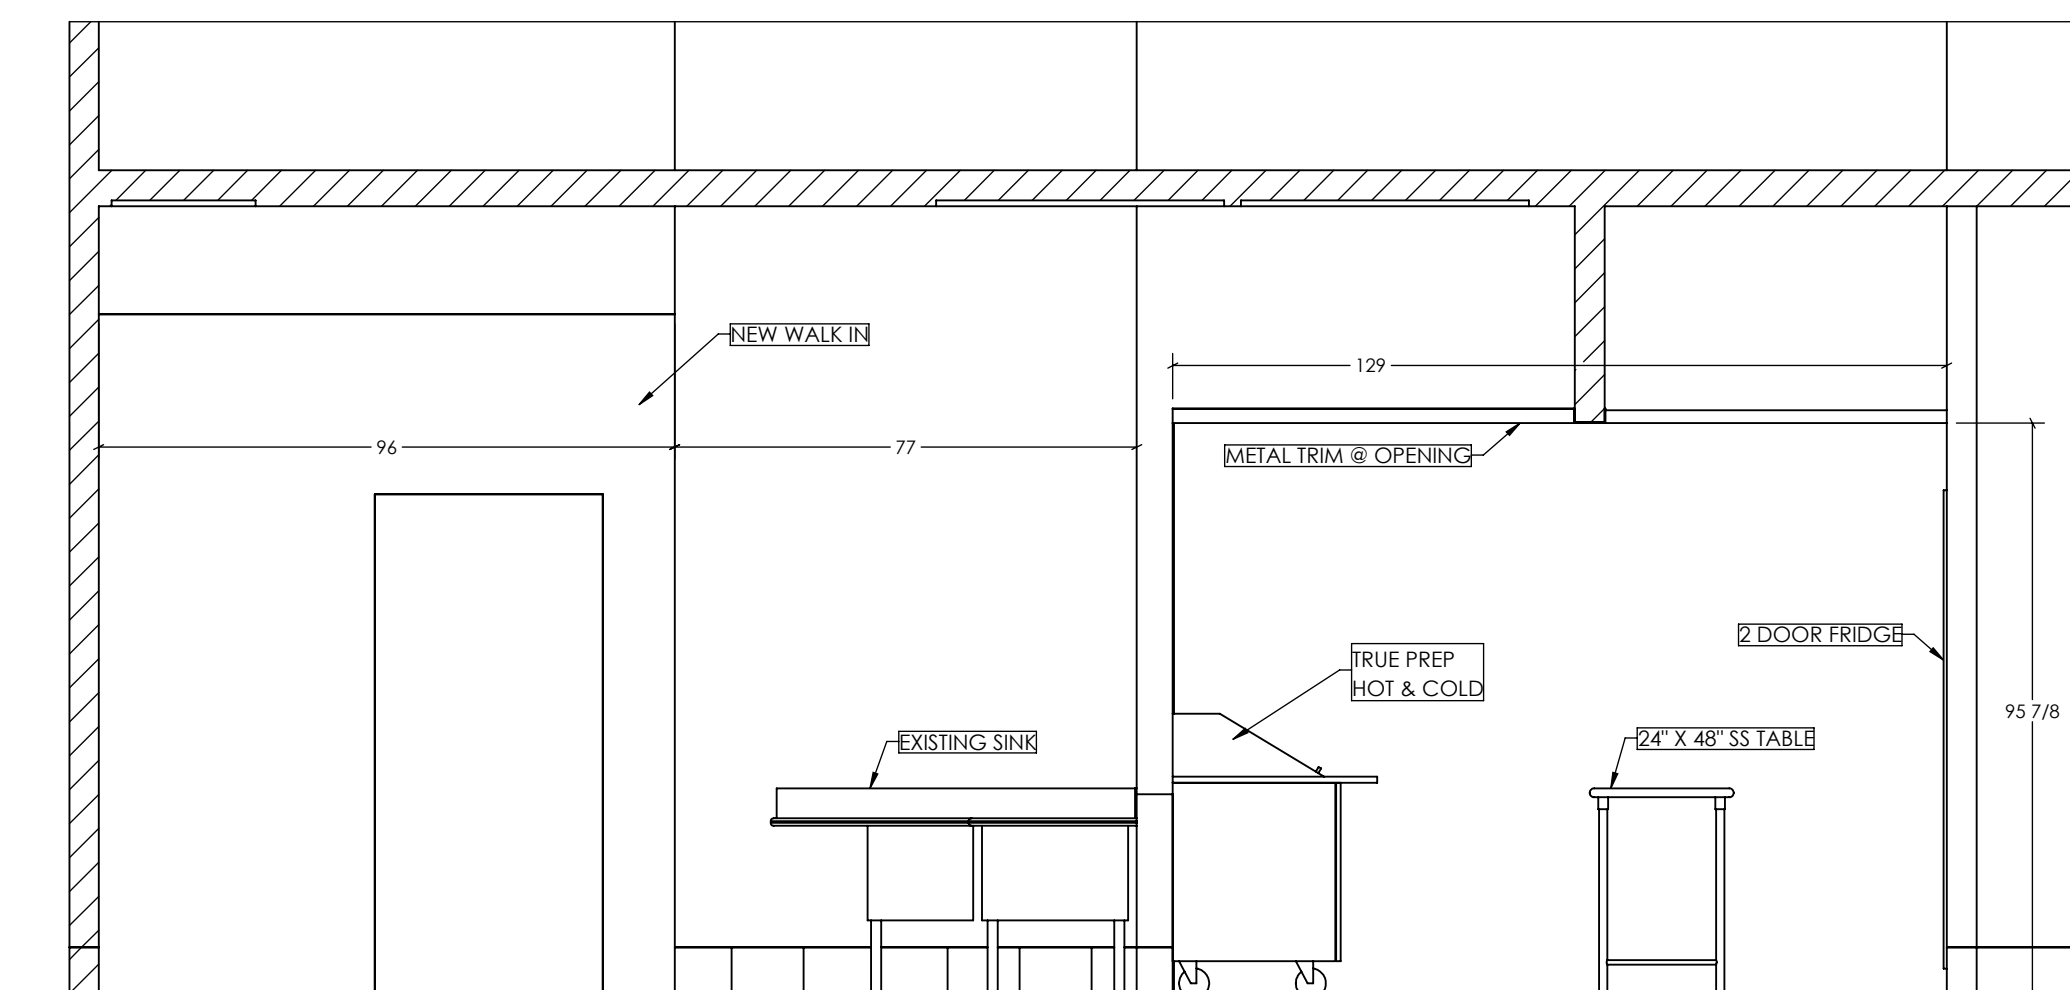 NEW WALK IN
129
96
77
METAL TRIM @ OPENING
2 DOOR FRIDGE
TRUE PREP
HOT & COLD
95 7/8
EXISTING SINK
24" X 48" SS TABLE